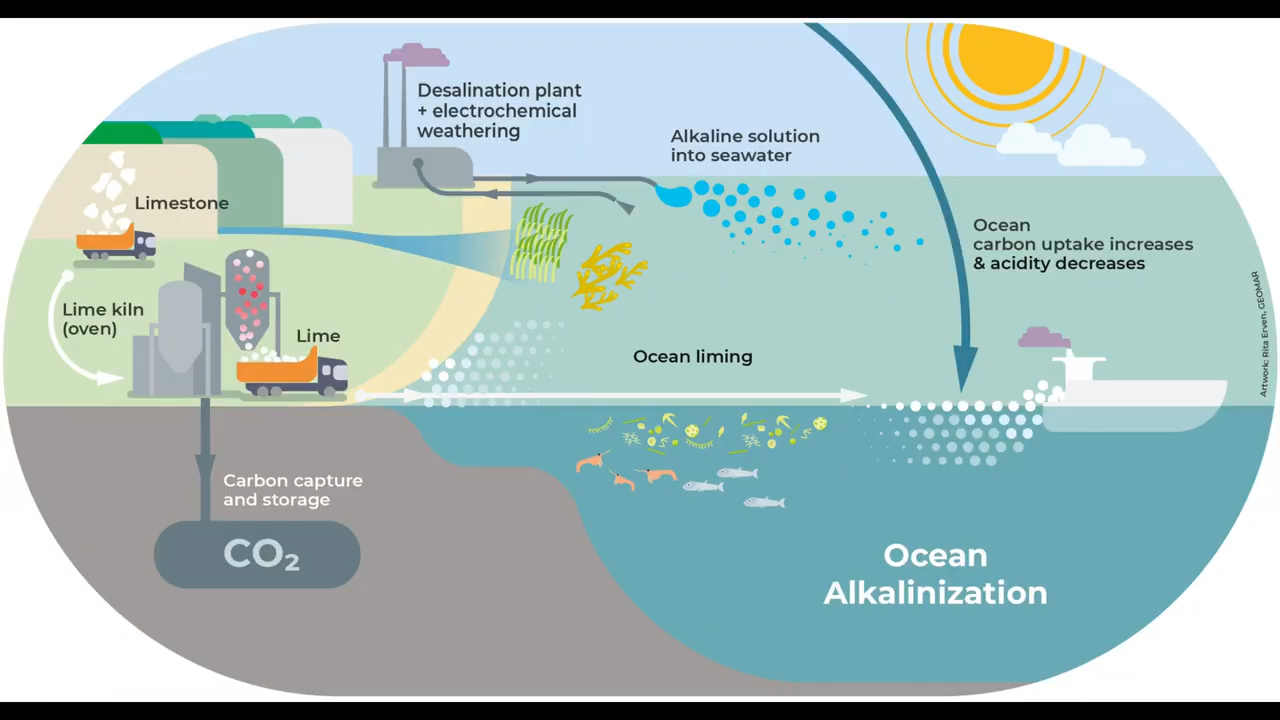 Desalination plant
+ electrochemical
weathering
Alkaline solution
into seawater
Limestone
Ocean
carbon uptake increases
& acidity decreases
Lime kiln
(oven)
Lime
Ocean liming
Artwork: Rita Erven, GEOMAR
Carbon capture
and storage
CO₂
Ocean
Alkalinization